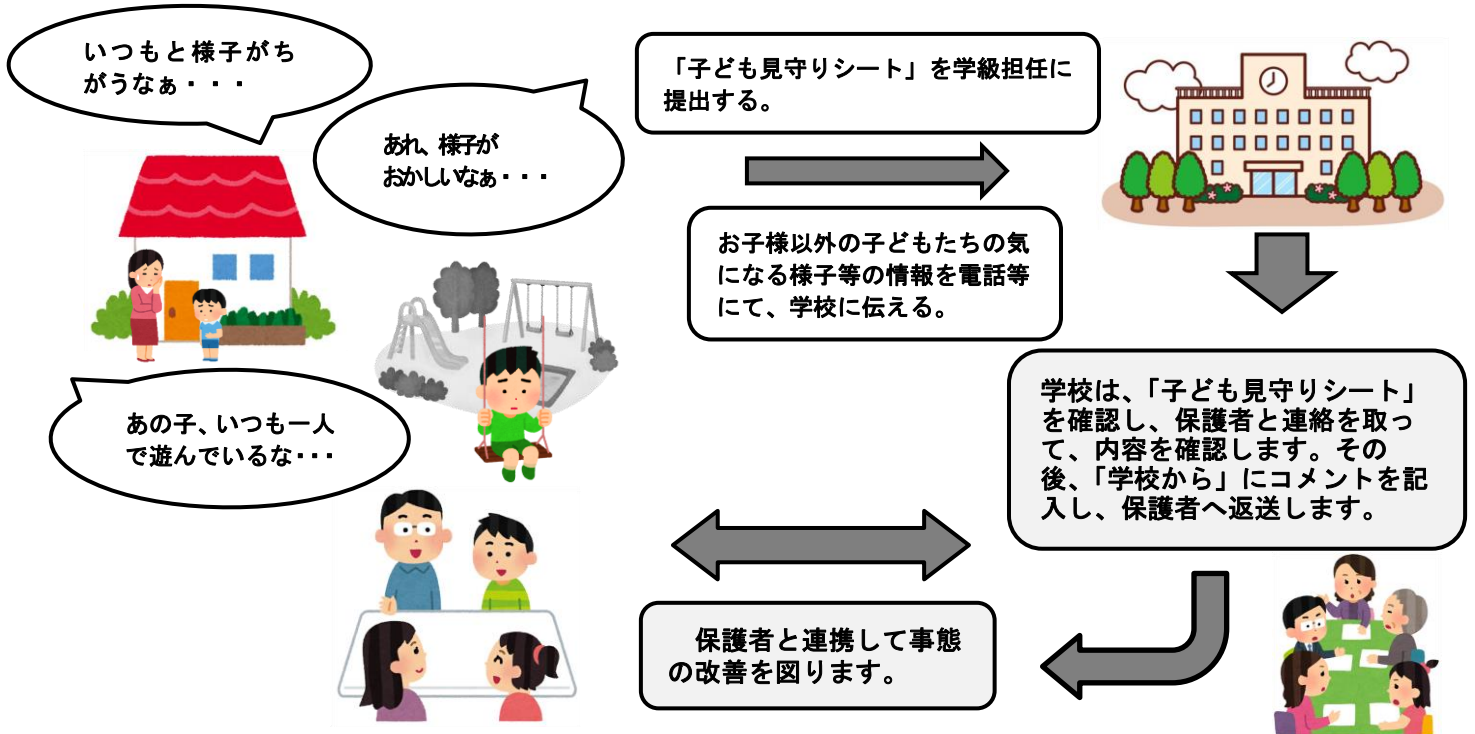 いつもと様子がち
がうなぁ・・・
あれ、様子が
おかしいなぁ・・・
あの子、いつも一人
で遊んでいるな・・・
「子ども見守りシート」を学級担任に
提出する。
お子様以外の子どもたちの気
になる様子等の情報を電話等
にて、学校に伝える。
学校は、「子ども見守りシート」
を確認し、保護者と連絡を取っ
て、内容を確認します。その
後、「学校から」にコメントを記
入し、保護者へ返送します。
保護者と連携して事態
の改善を図ります。